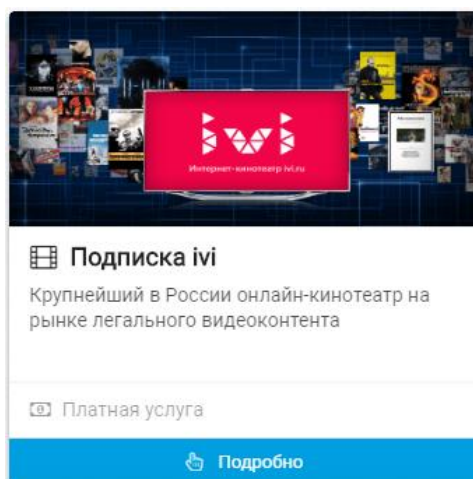 ivi
Интернет-кинотеатр ivi.ru
Подписка ivi
Крупнейший в России онлайн-кинотеатр на
рынке легального видеоконтента
Платная услуга
Подробно